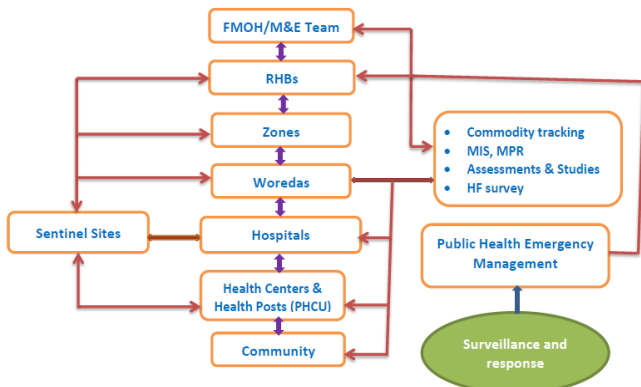 FMOH/M&E Team
RHBs
Zones
• Commodity tracking
• MIS, MPR
• Assessments & Studies
• HF survey
Woredas
Sentinel Sites
Hospitals
Public Health Emergency
Management
Health Centers &
Health Posts (PHCU)
Community
Surveillance and
response